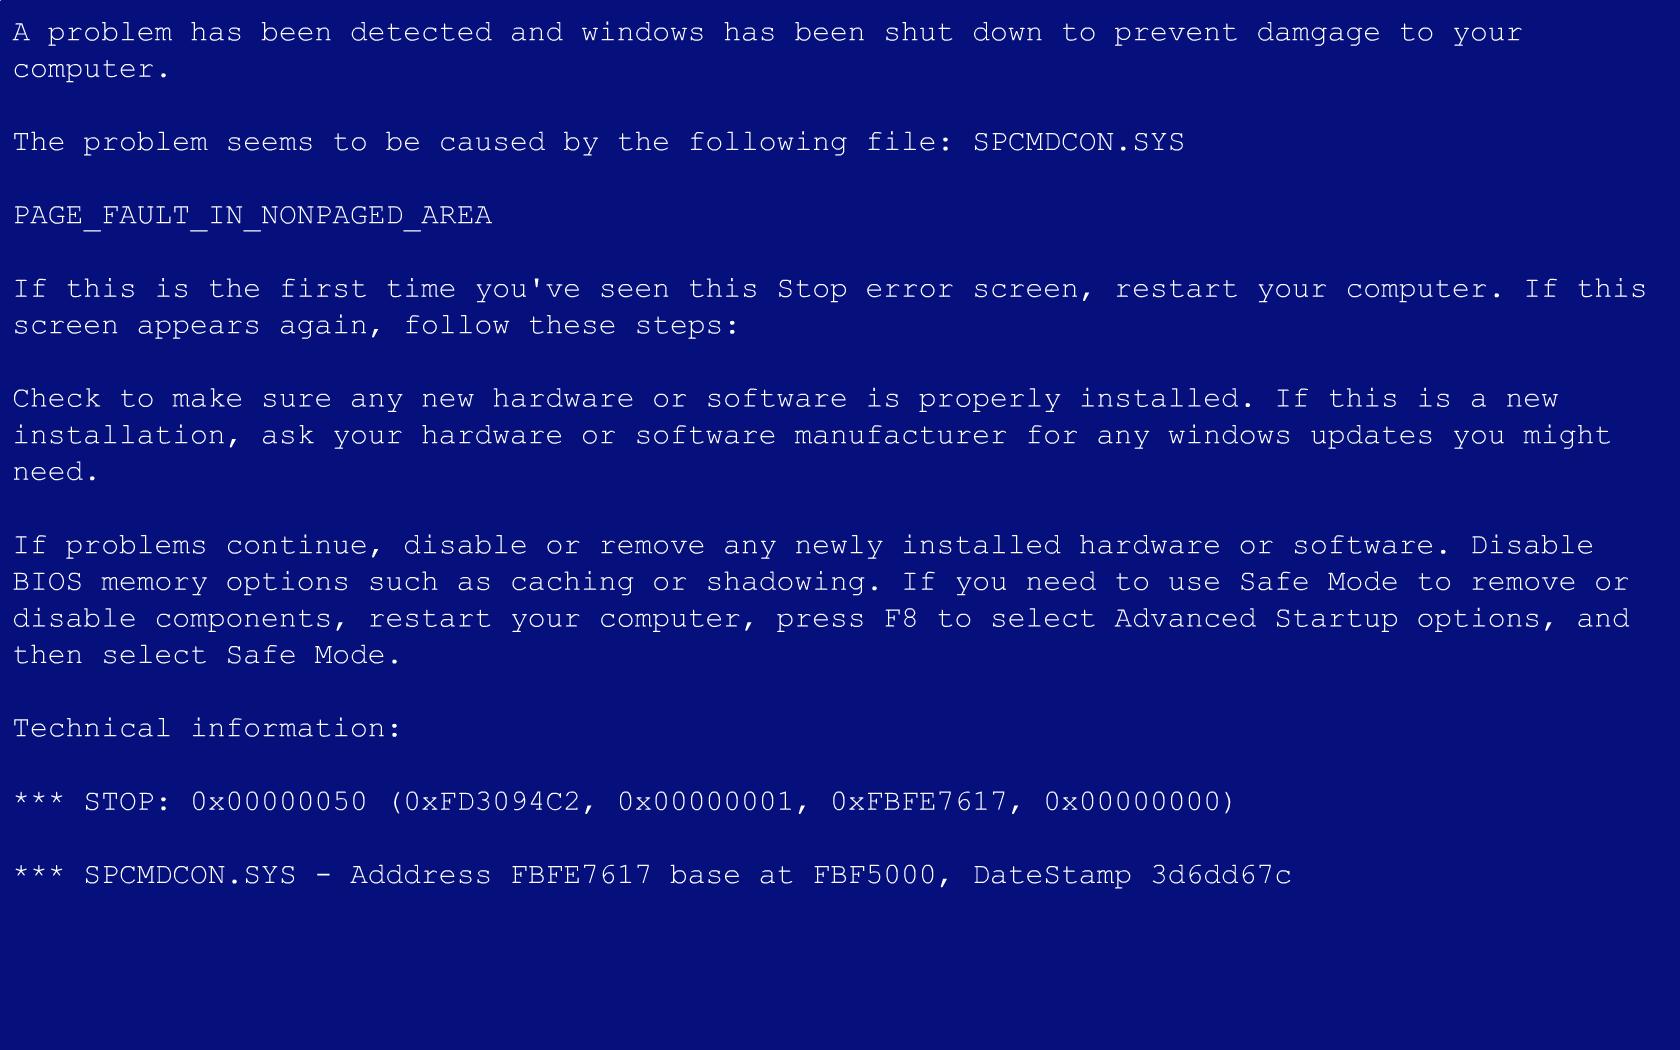 A problem has been detected and windows has been shut down to prevent damgage to your
computer.
The problem seems to be caused by the following file: SPCMDCON.SYS
PAGE_FAULT_IN_NONPAGED_AREA
If this is the first time you've seen this Stop error screen, restart your computer. If this
screen appears again, follow these steps:
Check to make sure any new hardware or software is properly installed. If this is a new
installation, ask your hardware or software manufacturer for any windows updates you might
need.
If problems continue, disable or remove any newly installed hardware or software. Disable
BIOS memory options such as caching or shadowing. If you need to use Safe Mode to remove or
disable components, restart your computer, press F8 to select Advanced Startup options, and
then select Safe Mode.
Technical information:
*** STOP: 0x00000050 (0xFD3094C2, 0x00000001, 0xFBFE7617, 0x00000000)
*** SPCMDCON.SYS - Adddress FBFE7617 base at FBF5000, DateStamp 3d6dd67c